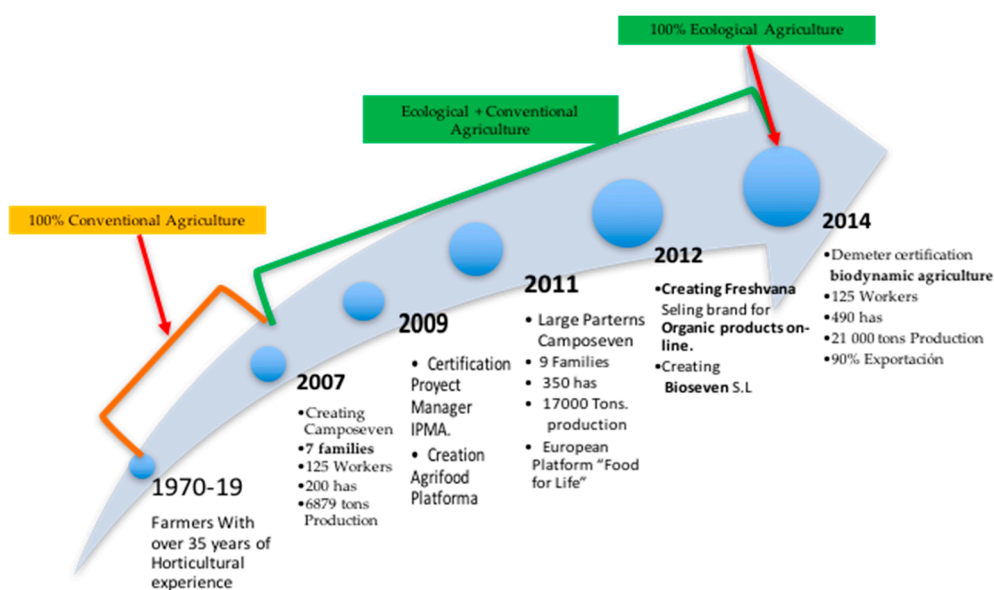 100% Ecological Agriculture
Ecological + Conventional
Agriculture
100% Conventional Agriculture
1970-19
Farmers With
over 35 years of
Horticultural
experience
2007
•Creating
Camposeven
•7 families
•125 Workers
•200 has
•6879 tons
Production
2009
• Certification
Proyect
Manager
IPMA.
• Creation
Agrifood
Platforma
2011
• Large Parterns
Camposeven
• 9 Families
• 350 has
• 17000 Tons.
production
• European
Platform “Food
for Life”
2012
•Creating Freshvana
Seling brand for
Organic products on-
line.
•Creating
Bioseven S.L
2014
•Demeter certification
biodynamic agriculture
•125 Workers
•490 has
•21 000 tons Production
•90% Exportación